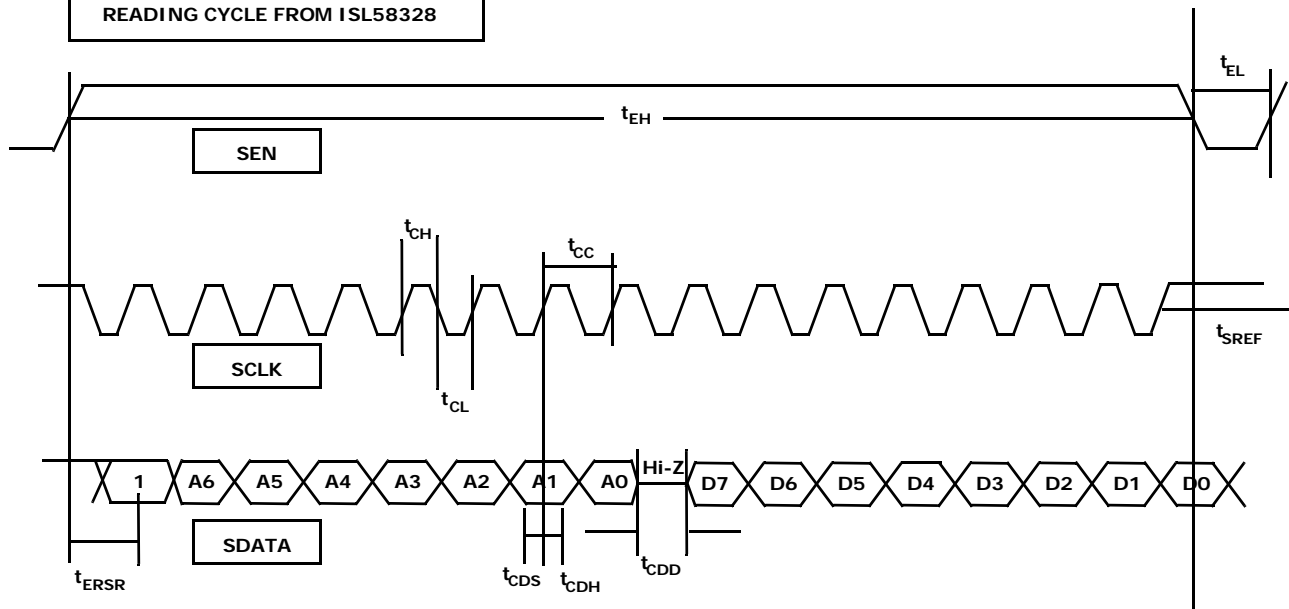 READING CYCLE FROM ISL58328
tEL
tEH
SEN
tCH
tCC
tSREF
SCLK
tCL
1 A6 A5 A4 A3 A2 A1 A0 Hi-Z D7 D6 D5 D4 D3 D2 D1 D0
SDATA
tERSR
tCDS
tCDH
tCDD